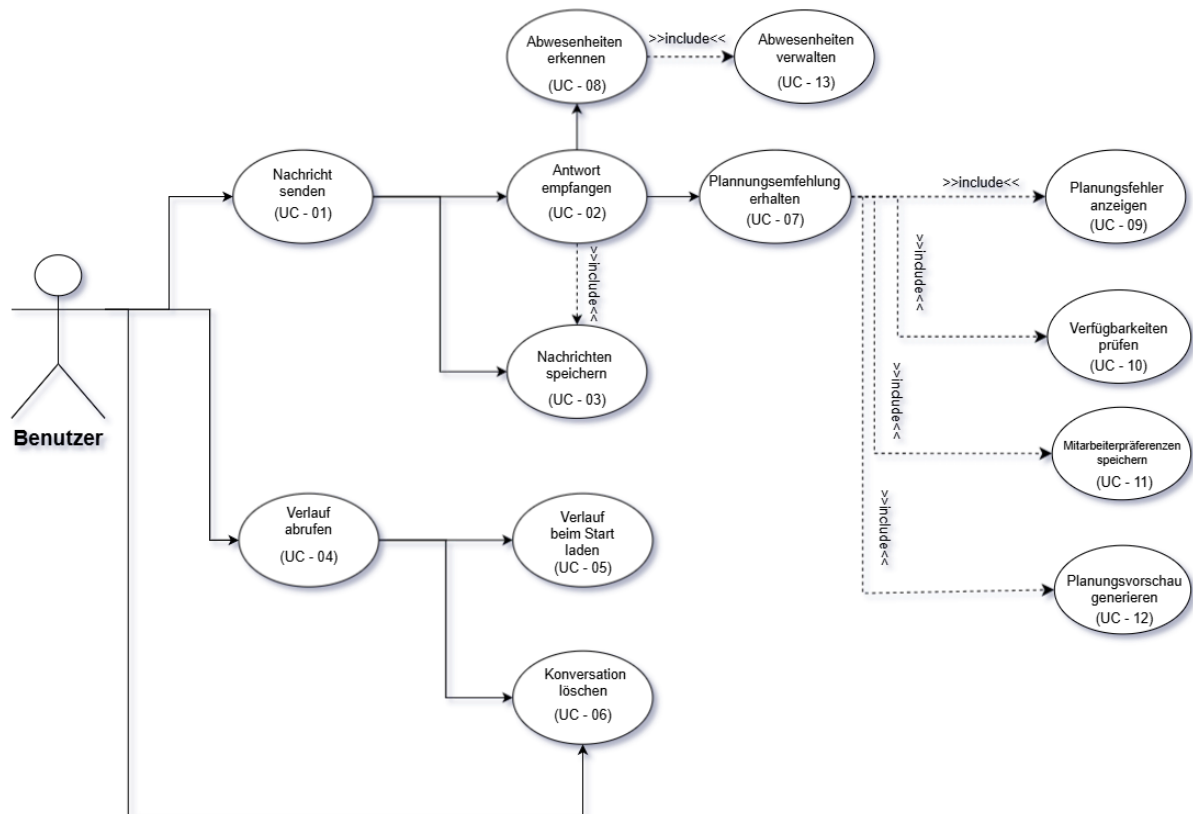 Abwesenheiten
erkennen
(UC - 08)
>>include<<
Abwesenheiten
verwalten
(UC - 13)
Nachricht
senden
(UC - 01)
Antwort
empfangen
(UC - 02)
Plannungsemfehlung
erhalten
(UC - 07)
>>include<<
Planungsfehler
anzeigen
(UC - 09)
>>include<<
>>include<<
Nachrichten
speichern
(UC - 03)
Verfügbarkeiten
prüfen
(UC - 10)
>>include<<
Benutzer
Mitarbeiterpräferenzen
speichern
(UC - 11)
Verlauf
abrufen
(UC - 04)
Verlauf
beim Start
laden
(UC - 05)
>>include<<
Planungsvorschau
generieren
(UC - 12)
Konversation
löschen
(UC - 06)